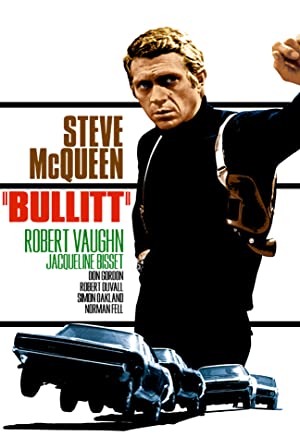 STEVE
McQUEEN
"BULLITT"
ROBERT VAUGHN
JACQUELINE BISSET
DON GORDON
ROBERT DUVALL
SIMON OAKLAND
NORMAN FELL